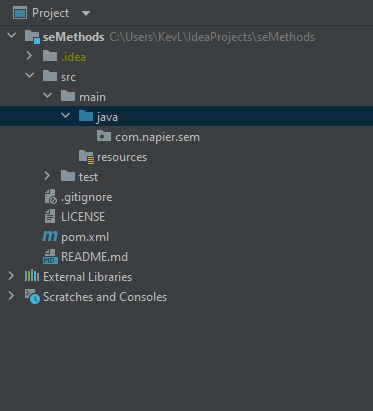 Project
seMethods C:\Users\KevL\IdeaProjects\seMethods
.idea
src
main
java
com.napier.sem
resources
test
.gitignore
LICENSE
m pom.xml
MD README.md
External Libraries
Scratches and Consoles